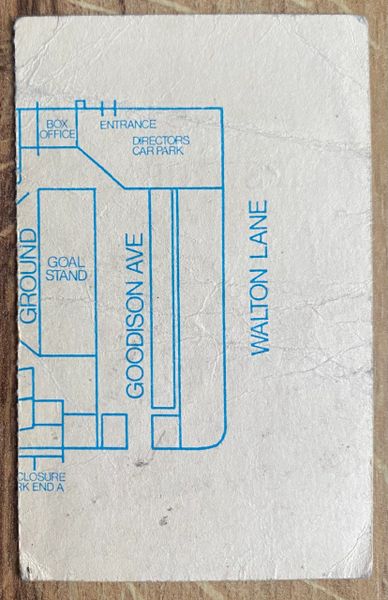 BOX
OFFICE
ENTRANCE
DIRECTORS
CAR PARK
GROUND
GOAL
STAND
GOODISON AVE
WALTON LANE
CLOSURE
RK END A